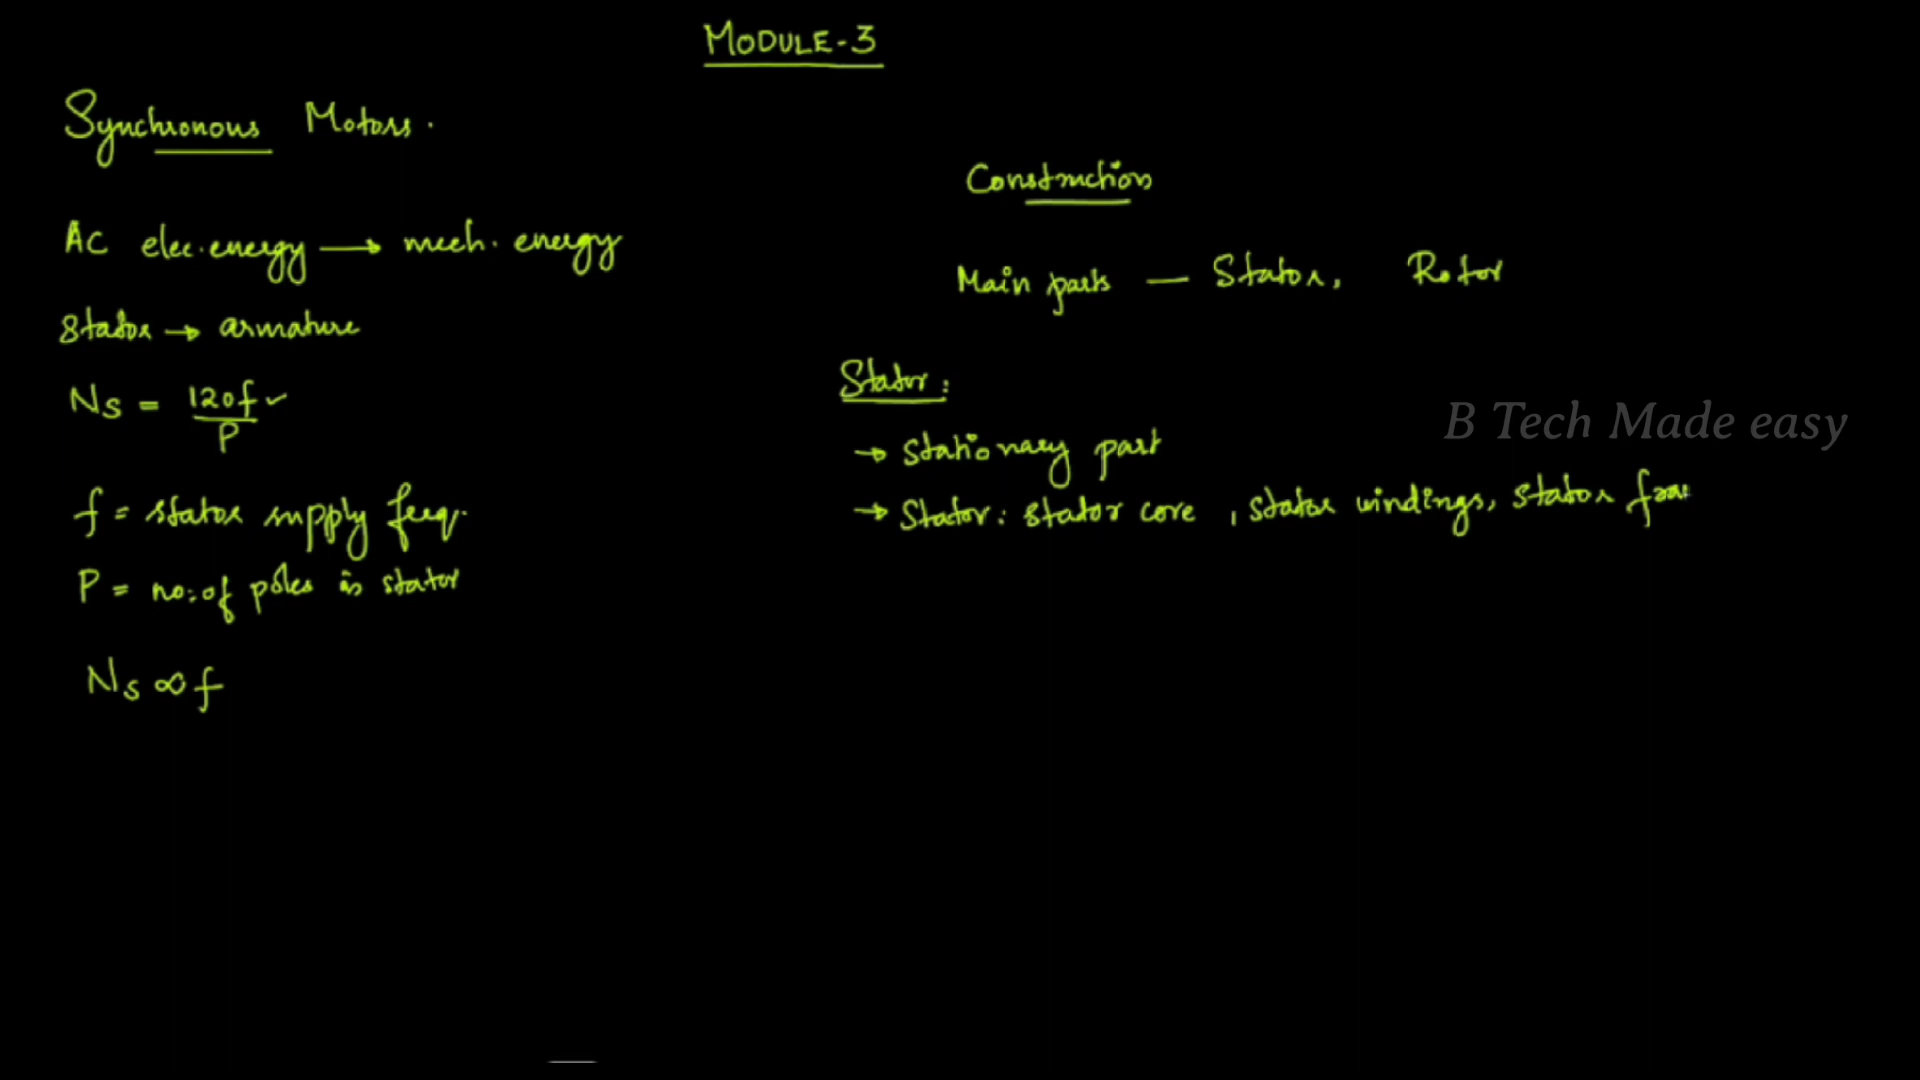 MODULE-3
Synchronous Motors.
AC elec. energy → mech. energy
Stator → armature
Ns = 120f ✓ / P
f = stator supply freq.
P = no: of poles in stator
Ns ∝ f
Construction
Main parts — Stator, Rotor
Stator:
→ Stationary part
→ Stator: stator core, stator windings, stator
B Tech Made easy